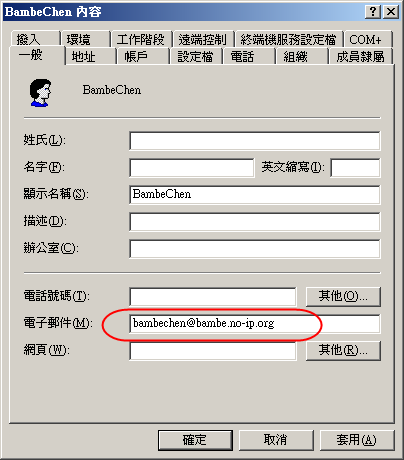 BambeChen 內容
撥入 環境 工作階段 遠端控制 終端機服務設定檔 COM+
一般 地址 帳戶 設定檔 電話 組織 成員隸屬
BambeChen
姓氏(L):
名字(F): 英文縮寫(I):
顯示名稱(S): BambeChen
描述(D):
辦公室(C):
電話號碼(T): 其他(O)...
電子郵件(M): bambechen@bambe.no-ip.org
網頁(W): 其他(R)...
確定 取消 套用(A)